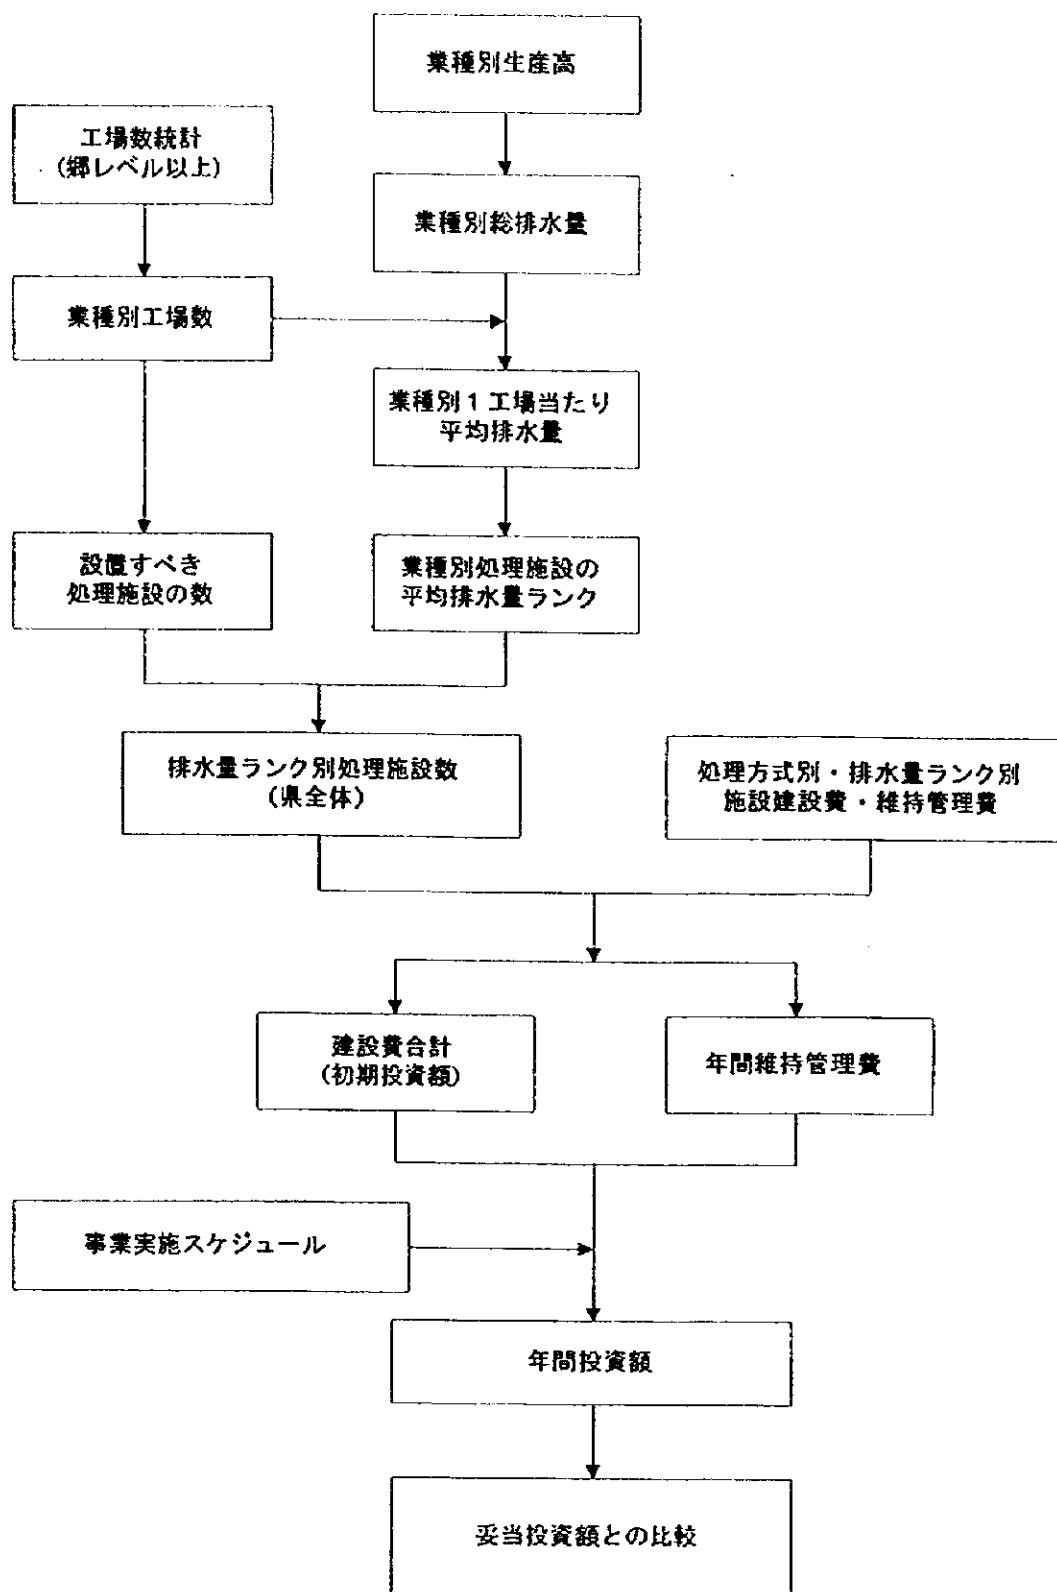 業種別生産高
工場数統計
(郷レベル以上)
業種別総排水量
業種別工場数
業種別1工場当たり
平均排水量
設置すべき
処理施設の数
業種別処理施設の
平均排水量ランク
排水量ランク別処理施設数
(県全体)
処理方式別・排水量ランク別
施設建設費・維持管理費
建設費合計
(初期投資額)
年間維持管理費
事業実施スケジュール
年間投資額
妥当投資額との比較